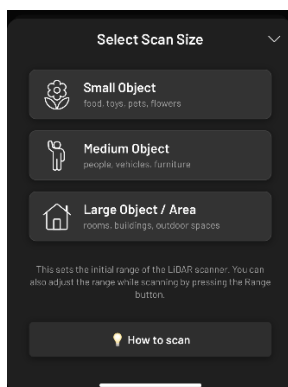 Select Scan Size
Small Object
food, toys, pets, flowers
Medium Object
people, vehicles, furniture
Large Object / Area
rooms, buildings, outdoor spaces
This sets the initial range of the LiDAR scanner. You can
also adjust the range while scanning by pressing the Range
button.
How to scan